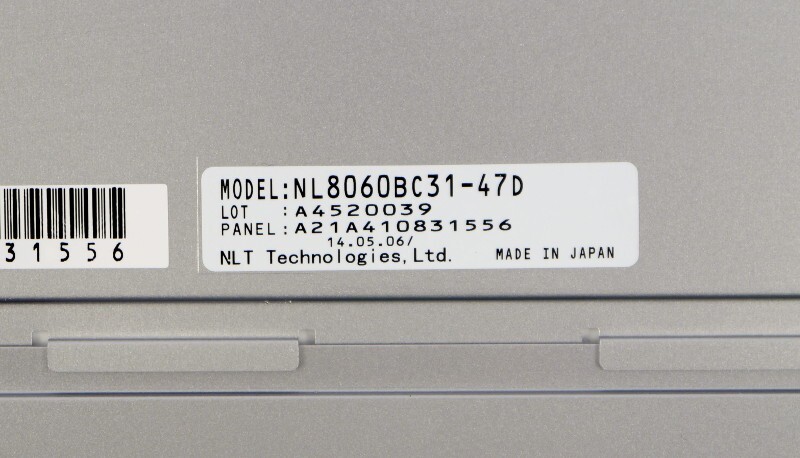 MODEL:NL8060BC31-47D
LOT :A4520039
PANEL:A21A410831556
14.05.06/
NLT Technologies,Ltd. MADE IN JAPAN
31556